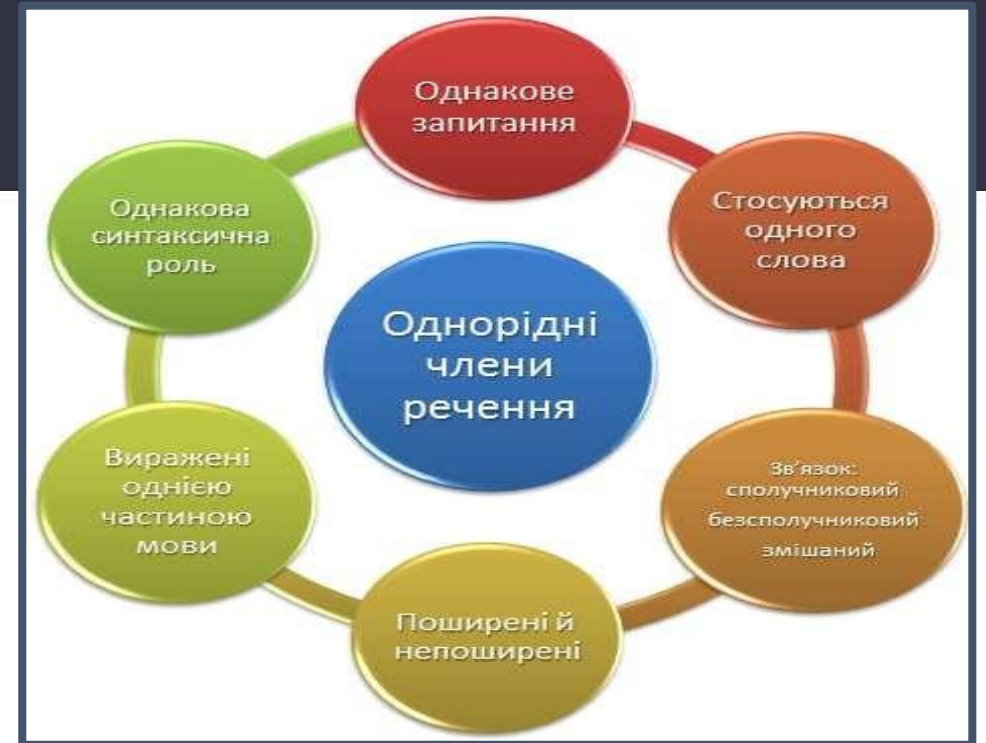 Однакове
запитання
Стосуються
одного
слова
Зв'язок:
сполучниковий
безсполучниковий
змішаний
Поширені й
непоширені
Виражені
однією
частиною
мови
Однакова
синтаксична
роль
Однорідні
члени
речення